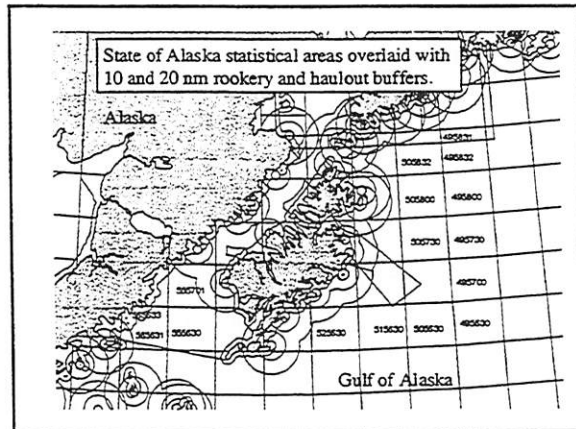 State of Alaska statistical areas overlaid with
10 and 20 nm rookery and haulout buffers.
Alaska
495831
505832 495832
505800 495800
505730 495730
555701
495700
565631 555630
525630 515630 505630 495630
Gulf of Alaska